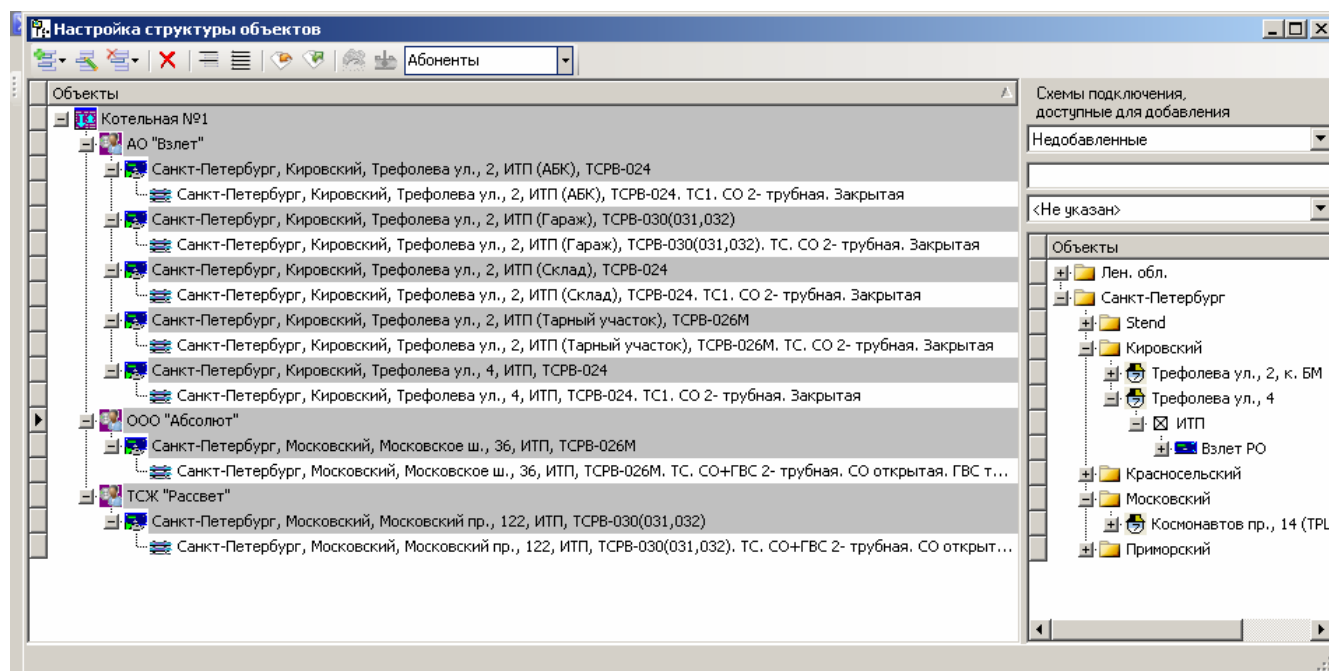 Настройка структуры объектов
Абоненты
Объекты
Котельная №1
АО "Взлет"
Санкт-Петербург, Кировский, Трефолева ул., 2, ИТП (АБК), ТСРВ-024
Санкт-Петербург, Кировский, Трефолева ул., 2, ИТП (АБК), ТСРВ-024. ТС1. СО 2- трубная. Закрытая
Санкт-Петербург, Кировский, Трефолева ул., 2, ИТП (Гараж), ТСРВ-030(031,032)
Санкт-Петербург, Кировский, Трефолева ул., 2, ИТП (Гараж), ТСРВ-030(031,032). ТС. СО 2- трубная. Закрытая
Санкт-Петербург, Кировский, Трефолева ул., 2, ИТП (Склад), ТСРВ-024
Санкт-Петербург, Кировский, Трефолева ул., 2, ИТП (Склад), ТСРВ-024. ТС1. СО 2- трубная. Закрытая
Санкт-Петербург, Кировский, Трефолева ул., 2, ИТП (Тарный участок), ТСРВ-026М
Санкт-Петербург, Кировский, Трефолева ул., 2, ИТП (Тарный участок), ТСРВ-026М. ТС. СО 2- трубная. Закрытая
Санкт-Петербург, Кировский, Трефолева ул., 4, ИТП, ТСРВ-024
Санкт-Петербург, Кировский, Трефолева ул., 4, ИТП, ТСРВ-024. ТС1. СО 2- трубная. Закрытая
ООО "Абсолют"
Санкт-Петербург, Московский, Московское ш., 36, ИТП, ТСРВ-026М
Санкт-Петербург, Московский, Московское ш., 36, ИТП, ТСРВ-026М. ТС. СО+ГВС 2- трубная. СО открытая. ГВС т...
ТСЖ "Рассвет"
Санкт-Петербург, Московский, Московский пр., 122, ИТП, ТСРВ-030(031,032)
Санкт-Петербург, Московский, Московский пр., 122, ИТП, ТСРВ-030(031,032). ТС. СО+ГВС 2- трубная. СО открыт...
Схемы подключения,
доступные для добавления
Недобавленные
<Не указан>
Объекты
Лен. обл.
Санкт-Петербург
Stend
Кировский
Трефолева ул., 2, к. БМ
Трефолева ул., 4
ИТП
Взлет РО
Красносельский
Московский
Космонавтов пр., 14 (ТРЦ
Приморский